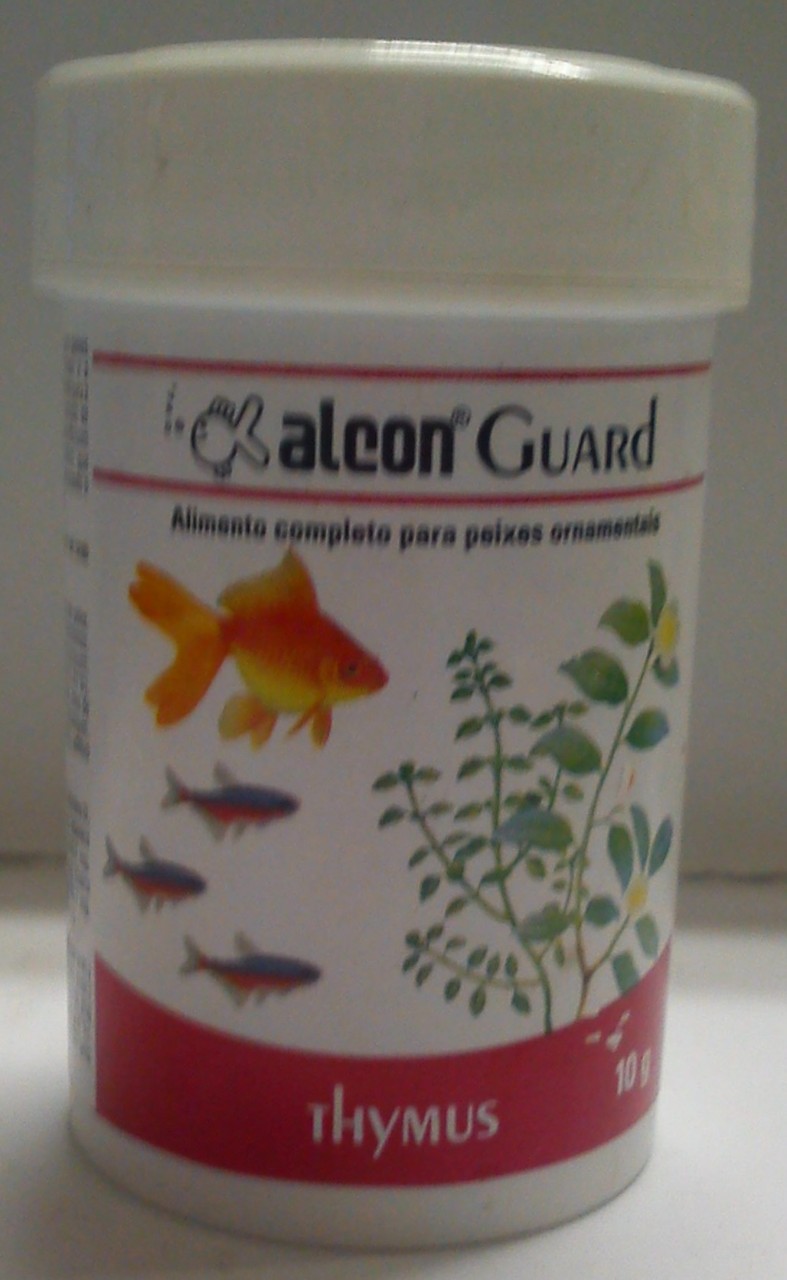 alcon® GUARD
Alimento completo para peixes ornamentais
10 g
THYMUS